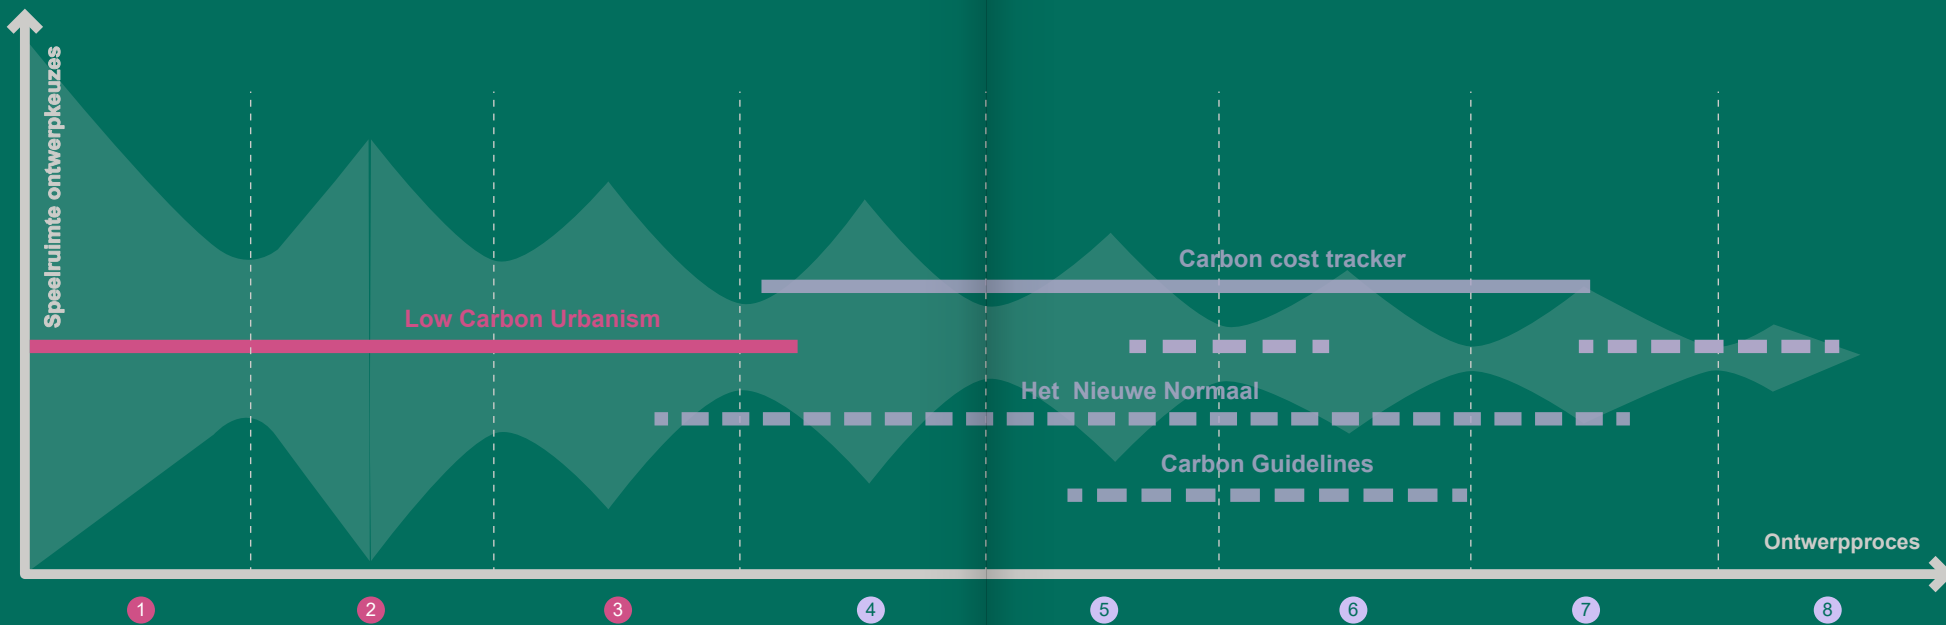 Speelruimte ontwerpkeuzes
Carbon cost tracker
Low Carbon Urbanism
Het Nieuwe Normaal
Carbon Guidelines
Ontwerpproces
1 2 3 4 5 6 7 8